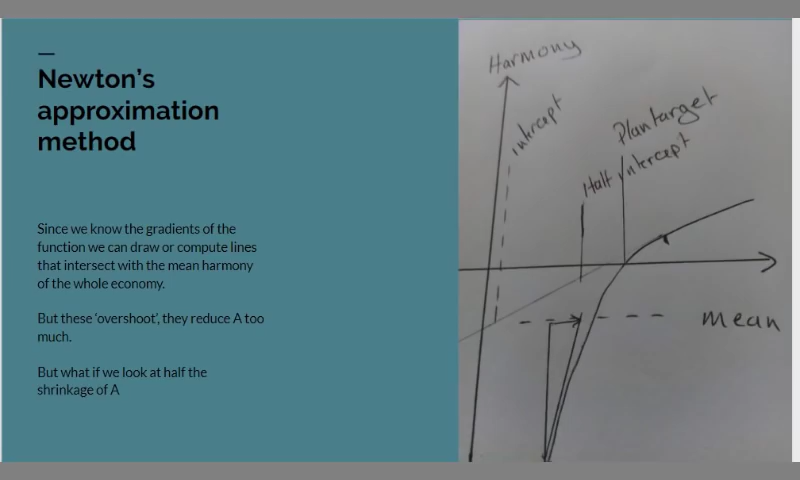 Newton's
approximation
method
Since we know the gradients of the
function we can draw or compute lines
that intersect with the mean harmony
of the whole economy.
But these 'overshoot', they reduce A too
much.
But what if we look at half the
shrinkage of A
Harmony
intercept
Plan target
Half intercept
mean